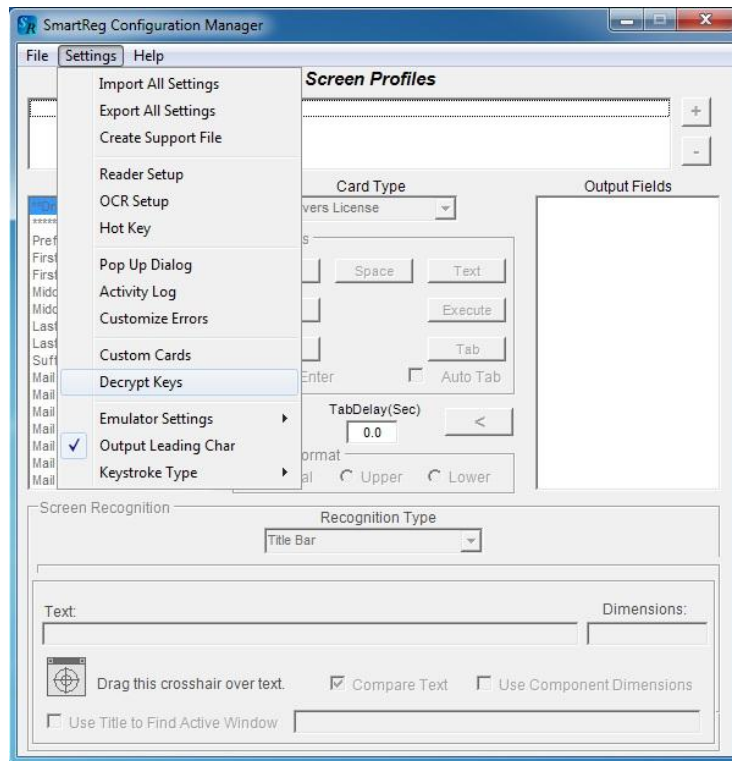 SR SmartReg Configuration Manager
File Settings Help
Screen Profiles
Import All Settings
Export All Settings
Create Support File
Reader Setup
OCR Setup
Hot Key
Pop Up Dialog
Activity Log
Customize Errors
Custom Cards
Decrypt Keys
Emulator Settings
Output Leading Char
Keystroke Type
+
-
Card Type
Output Fields
vers License
**Dr
*****
Pref
First
First
Midd
Midd
Last
Last
Suff
Mail
Mail
Mail
Mail
Mail
Mail
Mail
s
Space Text
Execute
Tab
Enter Auto Tab
TabDelay(Sec)
0.0 <
ormat
al Upper Lower
Screen Recognition
Recognition Type
Title Bar
Text: Dimensions:
Drag this crosshair over text. Compare Text Use Component Dimensions
Use Title to Find Active Window